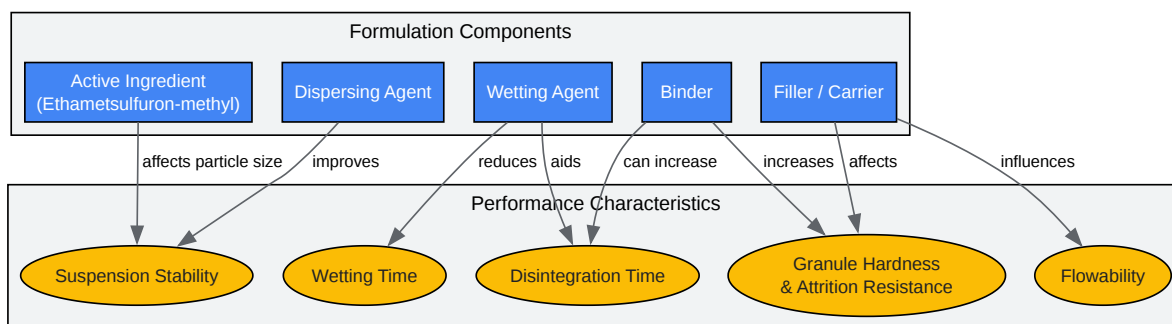 Formulation Components
Active Ingredient
(Ethametsulfuron-methyl)
Dispersing Agent
Wetting Agent
Binder
Filler / Carrier
affects particle size
improves
reduces
aids
can increase
increases
affects
influences
Performance Characteristics
Suspension Stability
Wetting Time
Disintegration Time
Granule Hardness
& Attrition Resistance
Flowability